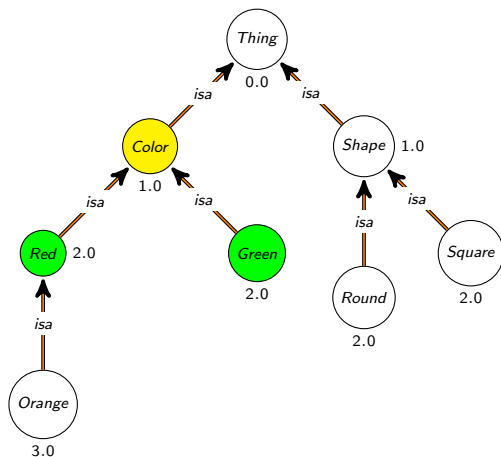 Thing
0.0
isa
isa
Color
1.0
Shape
1.0
isa
isa
isa
isa
Red
2.0
Green
2.0
Round
2.0
Square
2.0
isa
Orange
3.0